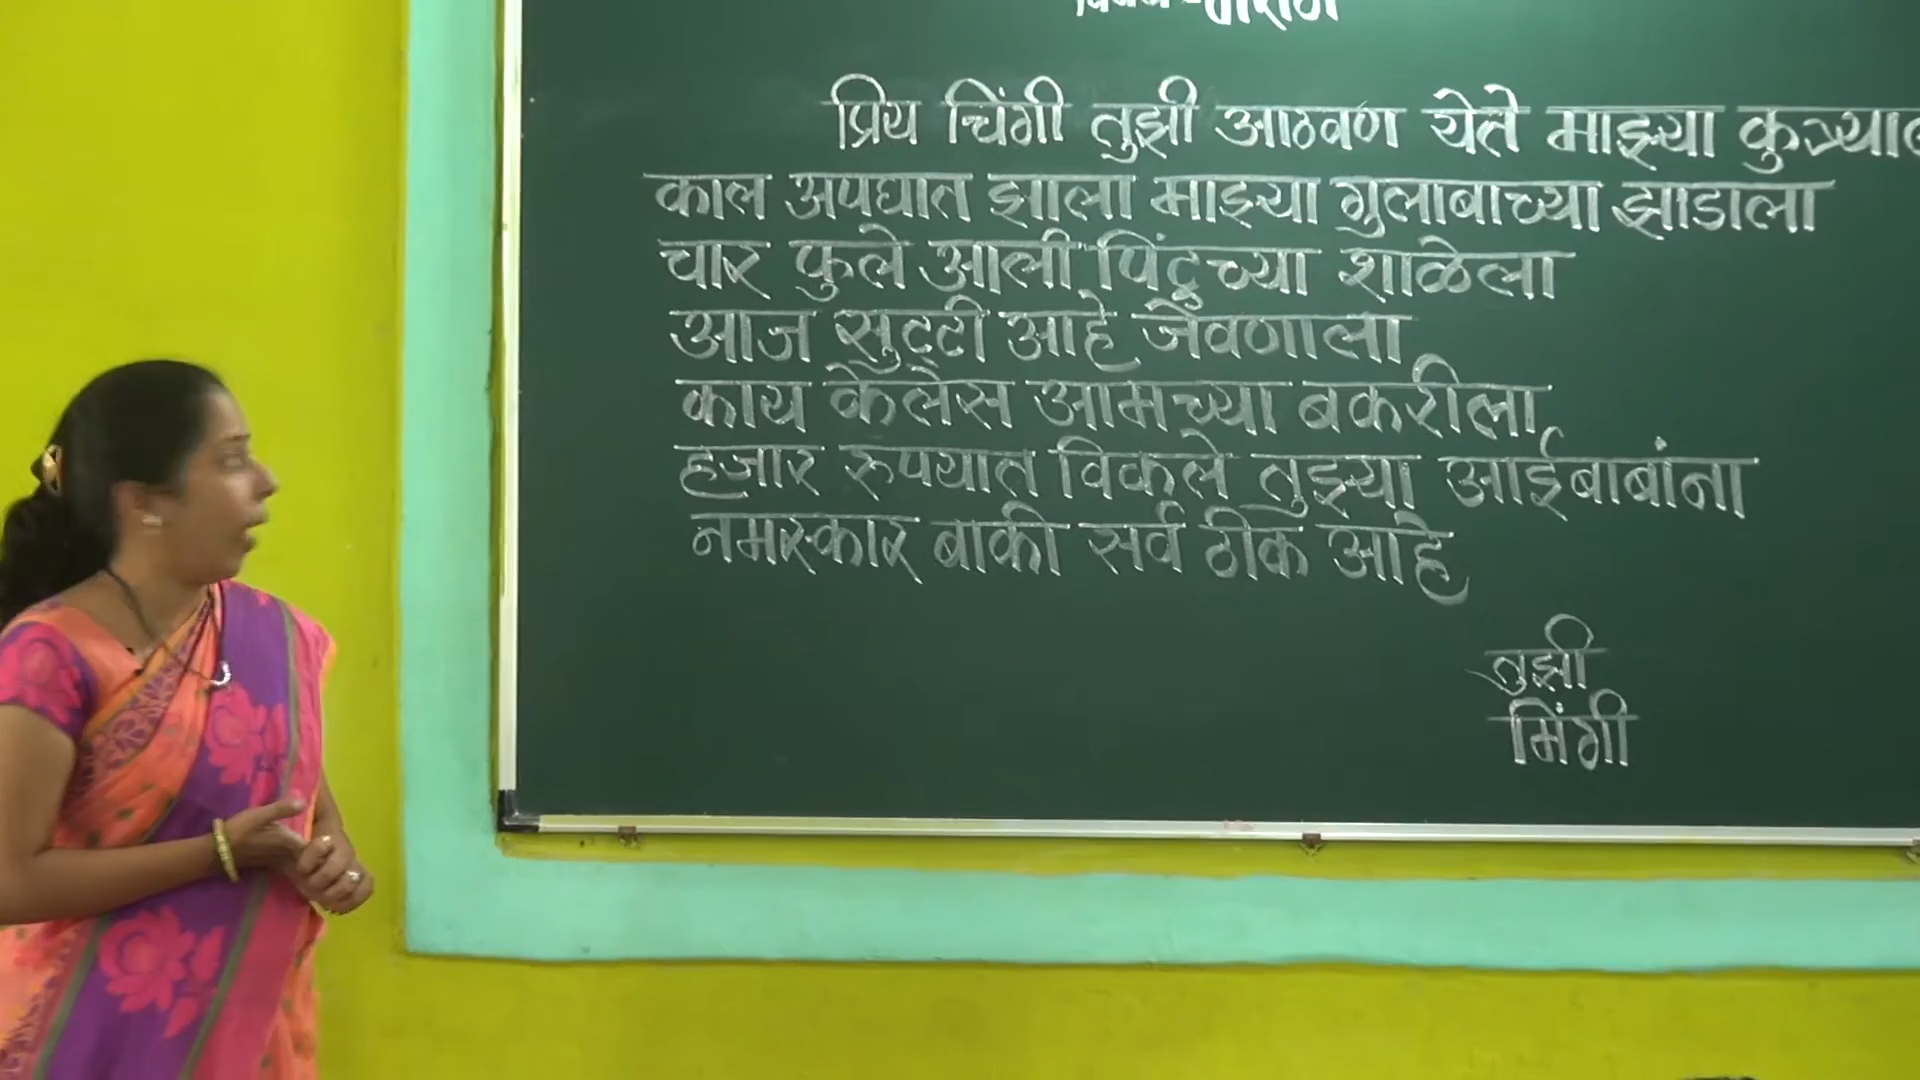 प्रिय चिंगी तुझी आठवण येते माझ्या
काल अपघात झाला माझ्या गुलाबाच्या झाडाला
चार फुले आली पिंटुच्या शाळेला
आज सुट्टी आहे जेवणाला
काय केलेस आमच्या बकरीला
हजार रुपयात विकले तुझ्या आईबाबांना
नमस्कार बाकी सर्व ठीक आहे
तुझी
मिंगी